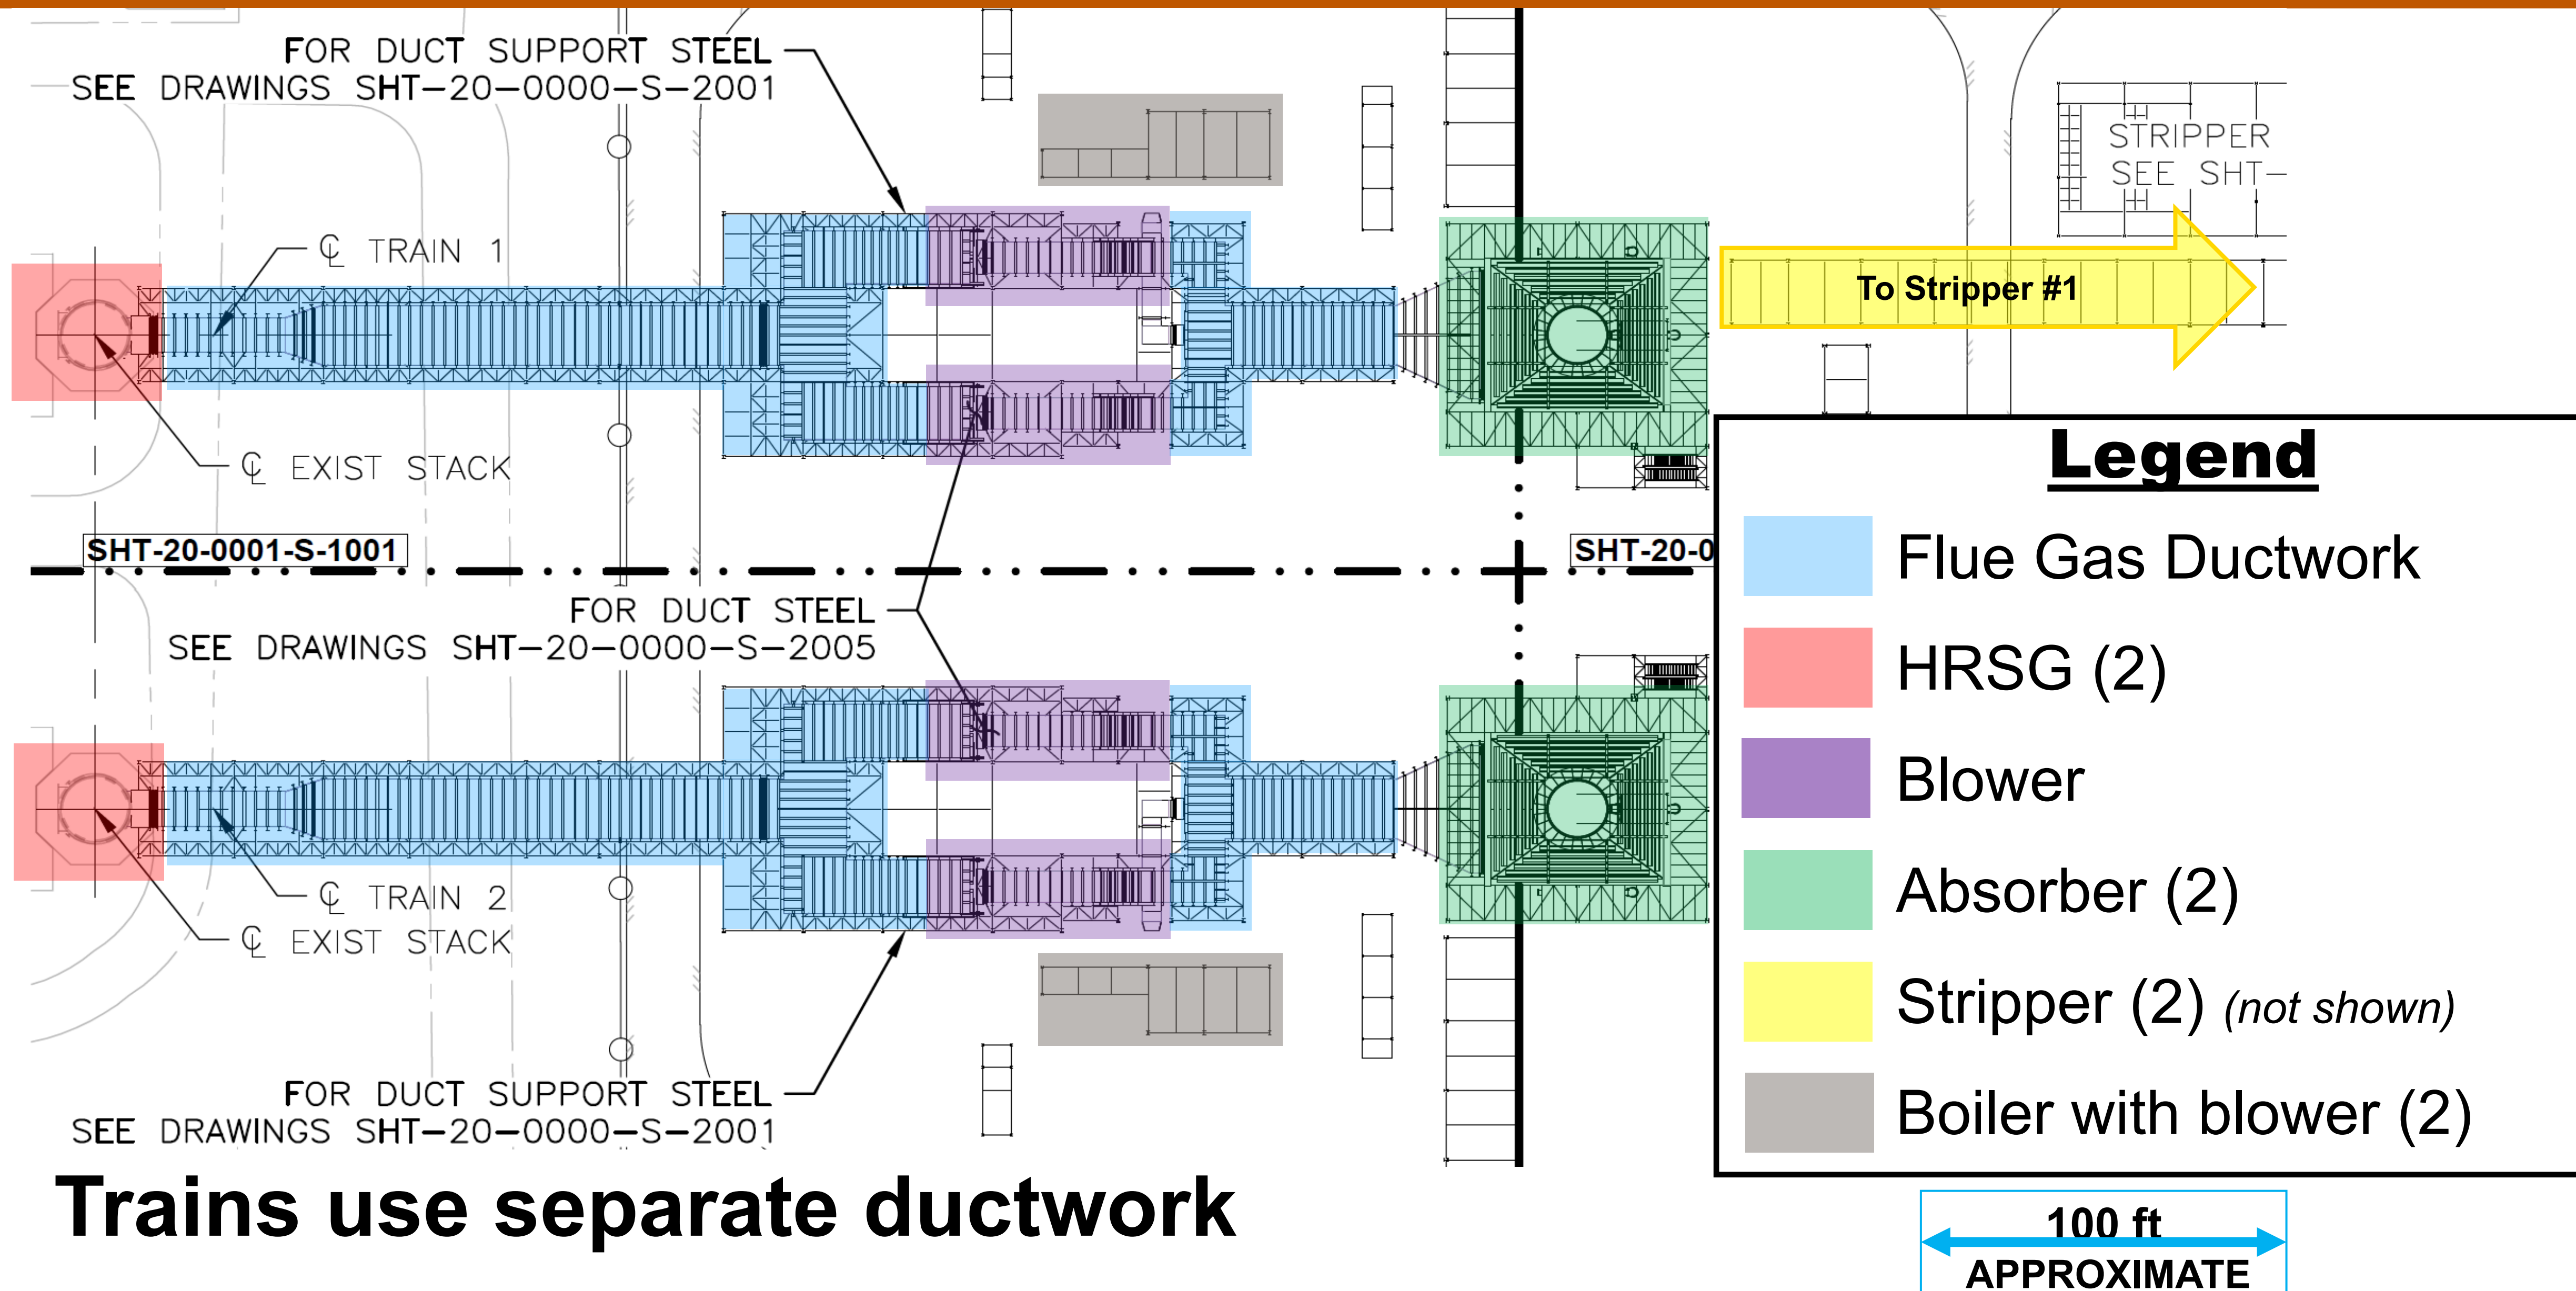 FOR DUCT SUPPORT STEEL
SEE DRAWINGS SHT-20-0000-S-2001
STRIPPER
SEE SHT-
℄ TRAIN 1
To Stripper #1
℄ EXIST STACK
SHT-20-0001-S-1001
SHT-20-0
FOR DUCT STEEL
SEE DRAWINGS SHT-20-0000-S-2005
℄ TRAIN 2
℄ EXIST STACK
FOR DUCT SUPPORT STEEL
SEE DRAWINGS SHT-20-0000-S-2001
Legend
Flue Gas Ductwork
HRSG (2)
Blower
Absorber (2)
Stripper (2) (not shown)
Boiler with blower (2)
Trains use separate ductwork
100 ft
APPROXIMATE